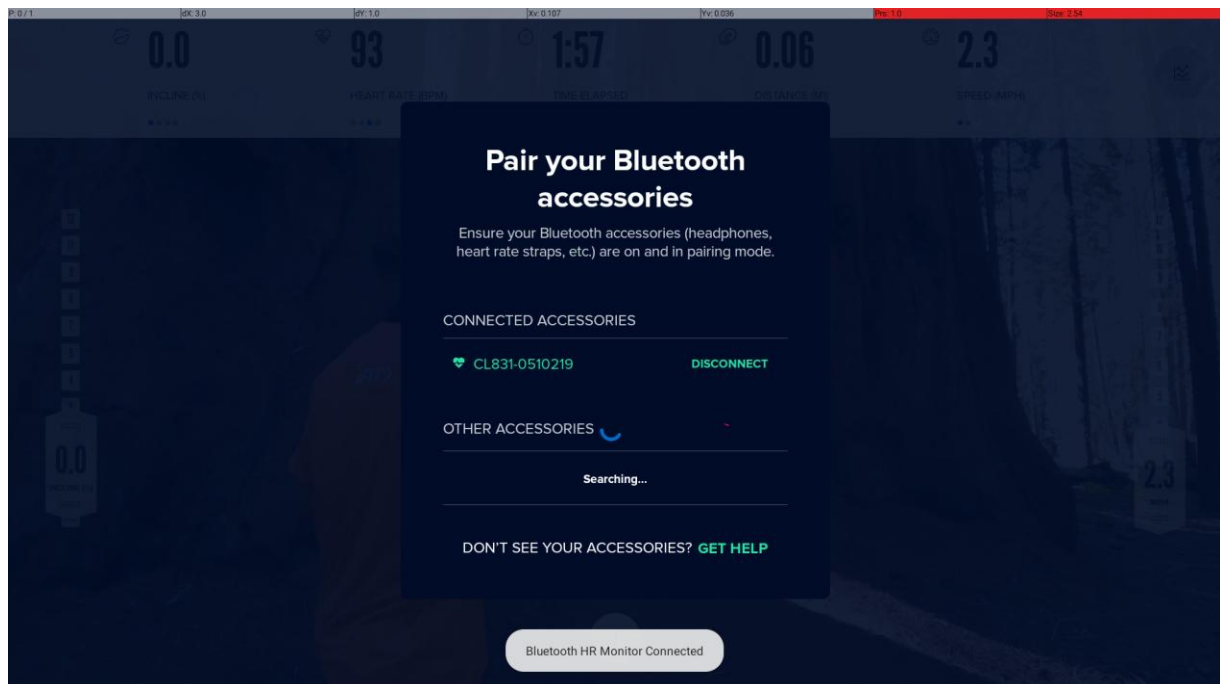 P: 0 / 1 dX: 3.0 dY: 1.0 Xv: 0.107 Yv: 0.036 Prs: 1.0 Size: 2.54
0.0 93 1:57 0.06 2.3
INCLINE (%) HEART RATE (BPM) TIME ELAPSED DISTANCE (MI) SPEED (MPH)
Pair your Bluetooth
accessories
Ensure your Bluetooth accessories (headphones,
heart rate straps, etc.) are on and in pairing mode.
CONNECTED ACCESSORIES
CL831-0510219 DISCONNECT
OTHER ACCESSORIES
Searching...
DON'T SEE YOUR ACCESSORIES? GET HELP
0.0
2.3
Bluetooth HR Monitor Connected